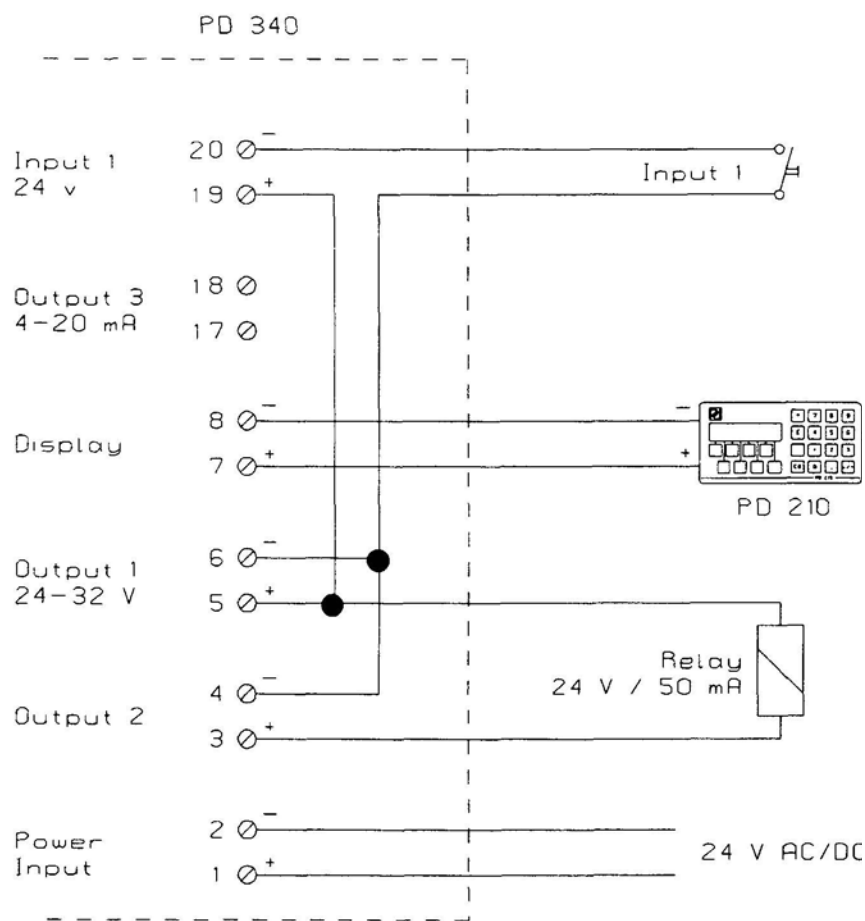 PD 340
Input 1
24 v
20 -
19 +
Input 1
Output 3
4-20 mA
18
17
Display
8 -
7 +
-
+
PD 210
Output 1
24-32 V
6 -
5 +
Relay
24 V / 50 mA
Output 2
4 -
3 +
Power
Input
2 -
1 +
24 V AC/DC